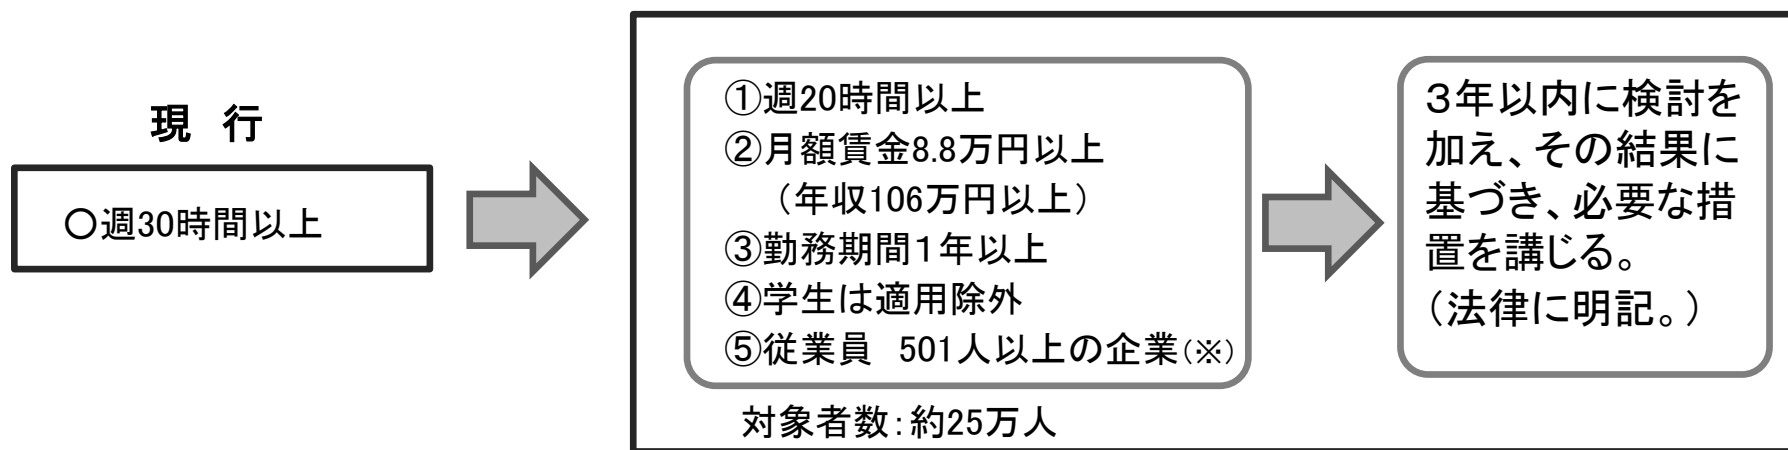 現 行
○週30時間以上
①週20時間以上
②月額賃金8.8万円以上
（年収106万円以上）
③勤務期間１年以上
④学生は適用除外
⑤従業員 501人以上の企業(※)
対象者数：約25万人
３年以内に検討を
加え、その結果に
基づき、必要な措
置を講じる。
（法律に明記。）